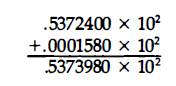 .5372400 × 10²
+.0001580 × 10²
.5373980 × 10²